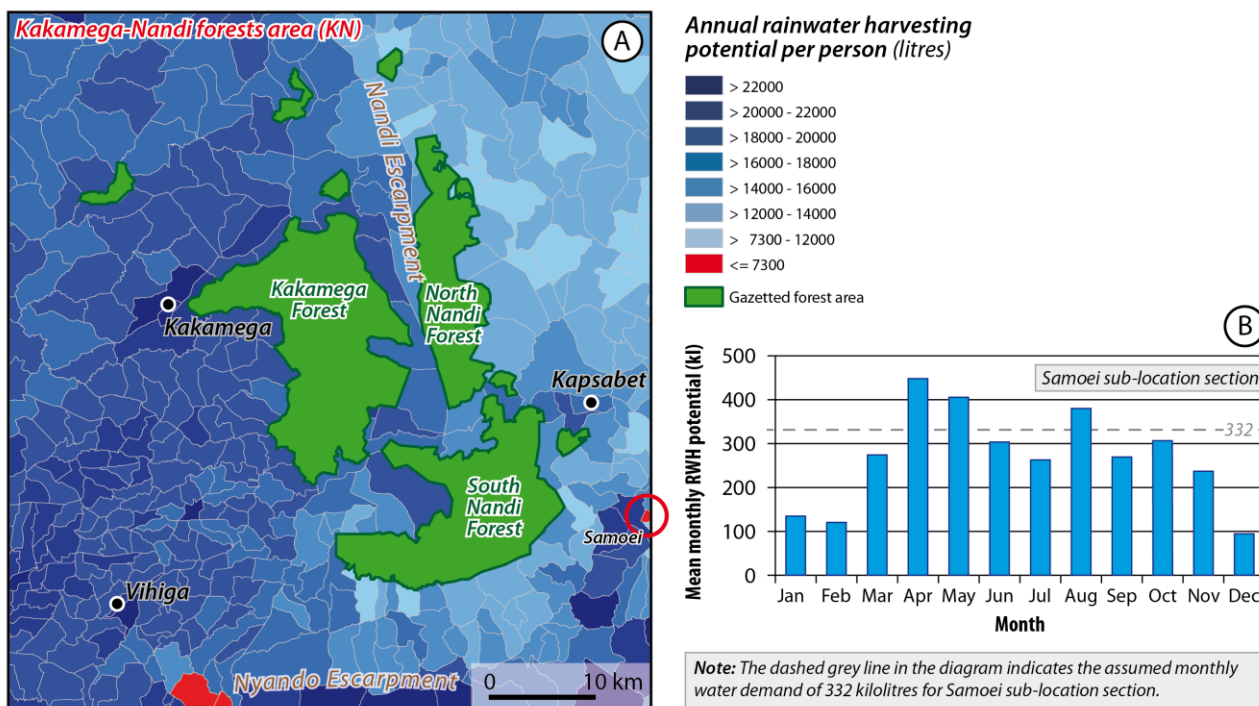 Kakamega-Nandi forests area (KN)
A
Nandi Escarpment
Kakamega
Forest
North
Nandi
Forest
Kakamega
Kapsabet
South
Nandi
Forest
Samoei
Vihiga
Nyando Escarpment
0 10 km
Annual rainwater harvesting
potential per person (litres)
> 22000
> 20000 - 22000
> 18000 - 20000
> 16000 - 18000
> 14000 - 16000
> 12000 - 14000
> 7300 - 12000
<= 7300
Gazetted forest area
B
Mean monthly RWH potential (kl)
500
400
300
200
100
0
Samoei sub-location section
332
Jan Feb Mar Apr May Jun Jul Aug Sep Oct Nov Dec
Month
Note: The dashed grey line in the diagram indicates the assumed monthly
water demand of 332 kilolitres for Samoei sub-location section.